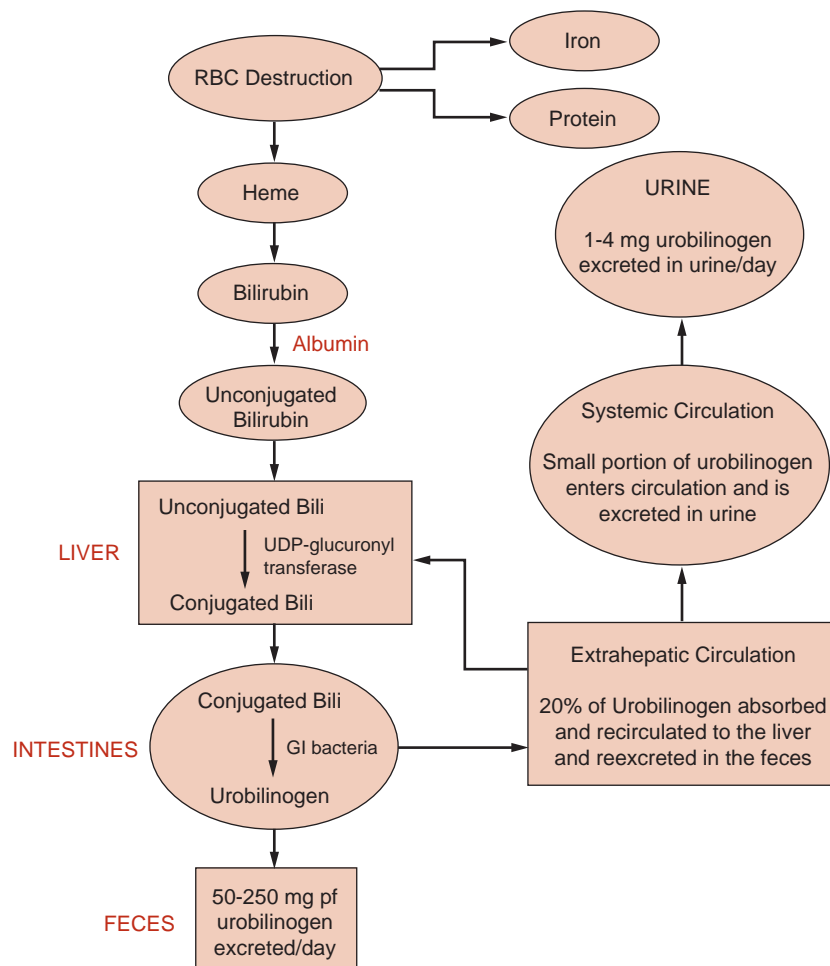 RBC Destruction
Iron
Protein
Heme
Bilirubin
Albumin
Unconjugated
Bilirubin
LIVER
Unconjugated Bili
UDP-glucuronyl
transferase
Conjugated Bili
INTESTINES
Conjugated Bili
GI bacteria
Urobilinogen
FECES
50-250 mg pf
urobilinogen
excreted/day
Extrahepatic Circulation
20% of Urobilinogen absorbed
and recirculated to the liver
and reexcreted in the feces
Systemic Circulation
Small portion of urobilinogen
enters circulation and is
excreted in urine
URINE
1-4 mg urobilinogen
excreted in urine/day